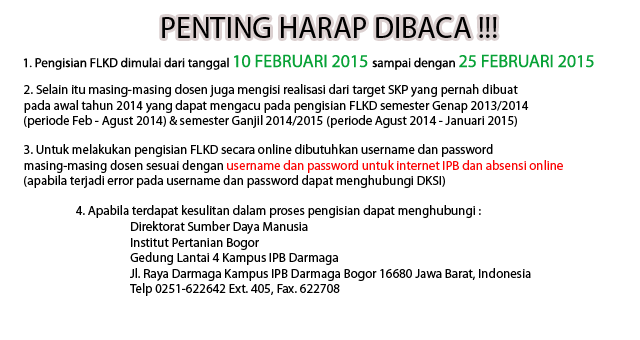 PENTING HARAP DIBACA !!!
1. Pengisian FLKD dimulai dari tanggal 10 FEBRUARI 2015 sampai dengan 25 FEBRUARI 2015
2. Selain itu masing-masing dosen juga mengisi realisasi dari target SKP yang pernah dibuat
pada awal tahun 2014 yang dapat mengacu pada pengisian FLKD semester Genap 2013/2014
(periode Feb - Agust 2014) & semester Ganjil 2014/2015 (periode Agust 2014 - Januari 2015)
3. Untuk melakukan pengisian FLKD secara online dibutuhkan username dan password
masing-masing dosen sesuai dengan username dan password untuk internet IPB dan absensi online
(apabila terjadi error pada username dan password dapat menghubungi DKSI)
4. Apabila terdapat kesulitan dalam proses pengisian dapat menghubungi :
Direktorat Sumber Daya Manusia
Institut Pertanian Bogor
Gedung Lantai 4 Kampus IPB Darmaga
Jl. Raya Darmaga Kampus IPB Darmaga Bogor 16680 Jawa Barat, Indonesia
Telp 0251-622642 Ext. 405, Fax. 622708